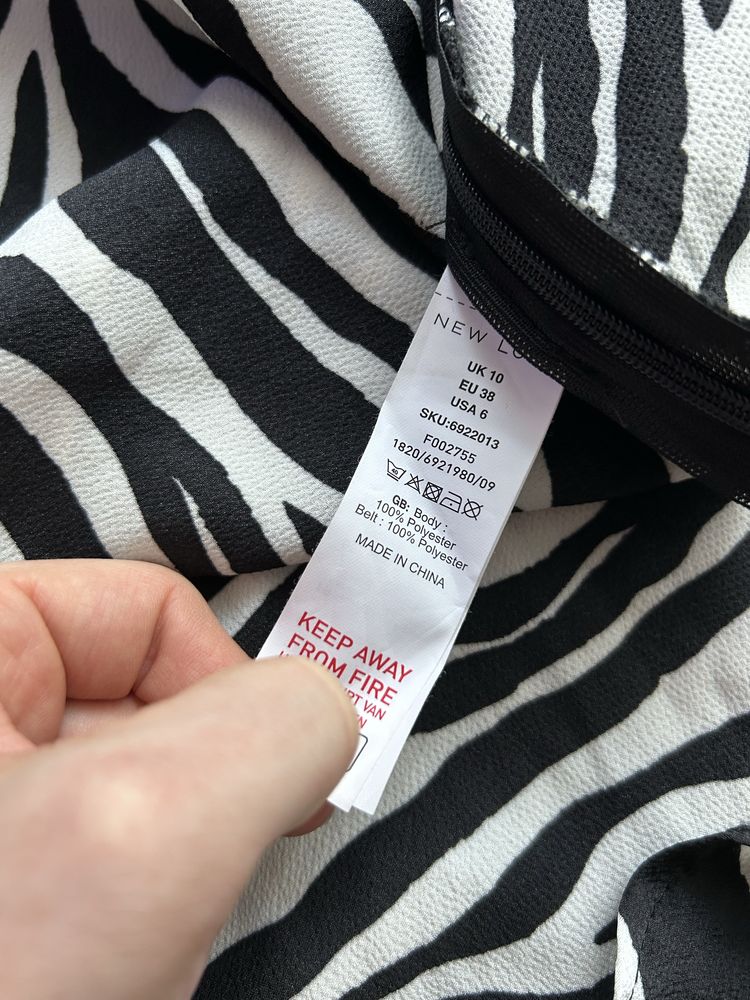 NEW LO
UK 10
EU 38
USA 6
SKU:6922013
F002755
1820/6921980/09
GB: Body :
100% Polyester
Belt : 100% Polyester
MADE IN CHINA
KEEP AWAY
FROM FIRE
VAN